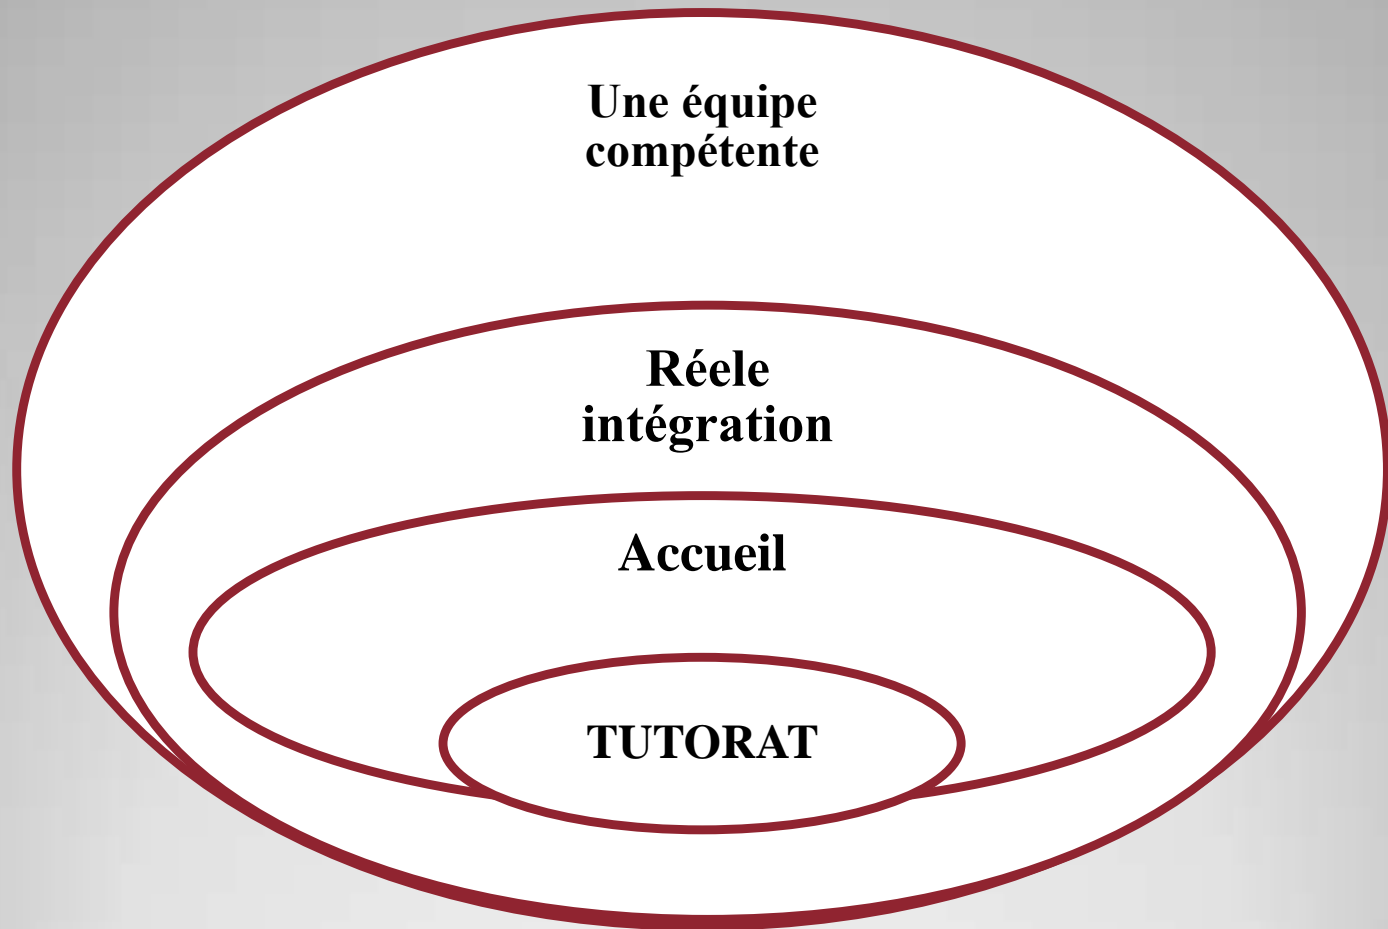 Une équipe
compétente
Réele
intégration
Accueil
TUTORAT